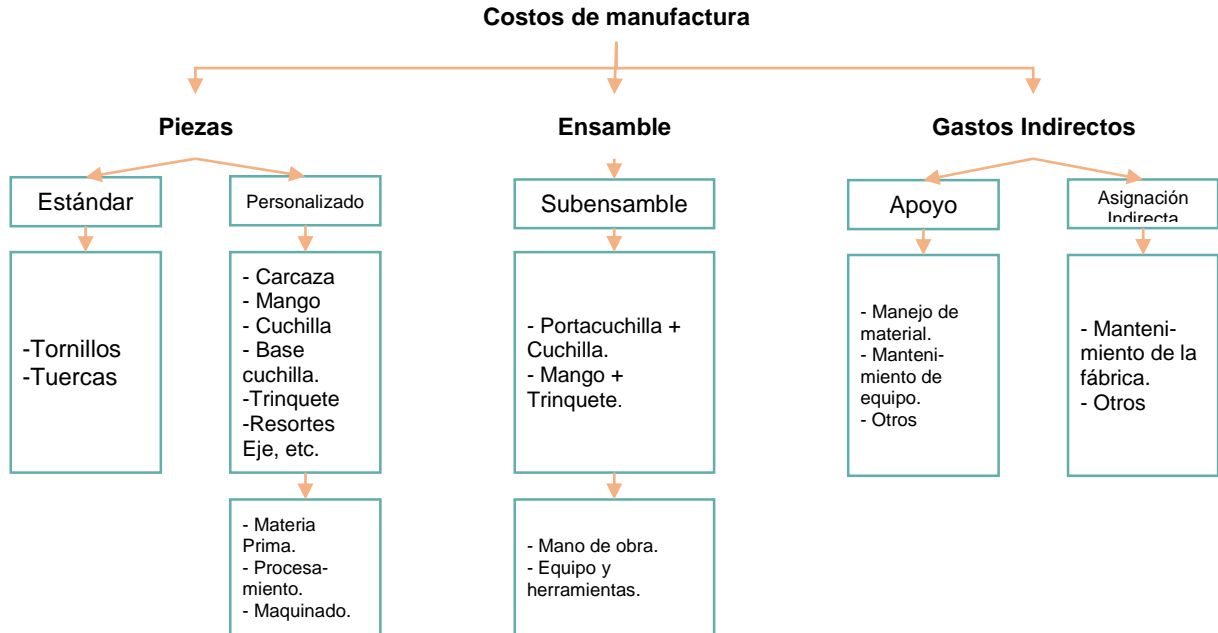 Costos de manufactura
Piezas
Ensamble
Gastos Indirectos
Estándar
Personalizado
Subensamble
Apoyo
Asignación
Indirecta
-Tornillos
-Tuercas
- Carcaza
- Mango
- Cuchilla
- Base
cuchilla.
-Trinquete
-Resortes
Eje, etc.
- Portacuchilla +
Cuchilla.
- Mango +
Trinquete.
- Manejo de
material.
- Manteni-
miento de
equipo.
- Otros
- Manteni-
miento de la
fábrica.
- Otros
- Materia
Prima.
- Procesa-
miento.
- Maquinado.
- Mano de obra.
- Equipo y
herramientas.